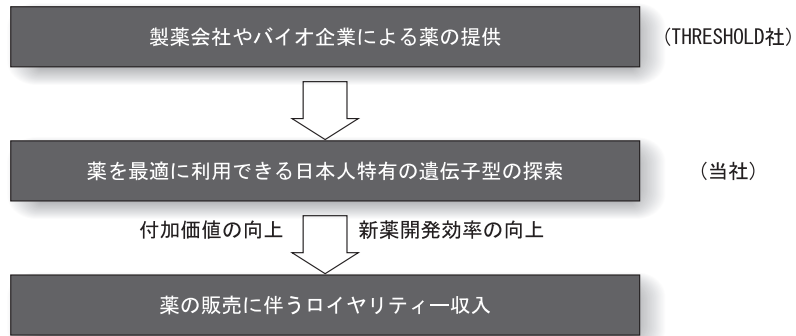 製薬会社やバイオ企業による薬の提供 (THRESHOLD社)
薬を最適に利用できる日本人特有の遺伝子型の探索 (当社)
付加価値の向上 新薬開発効率の向上
薬の販売に伴うロイヤリティー収入